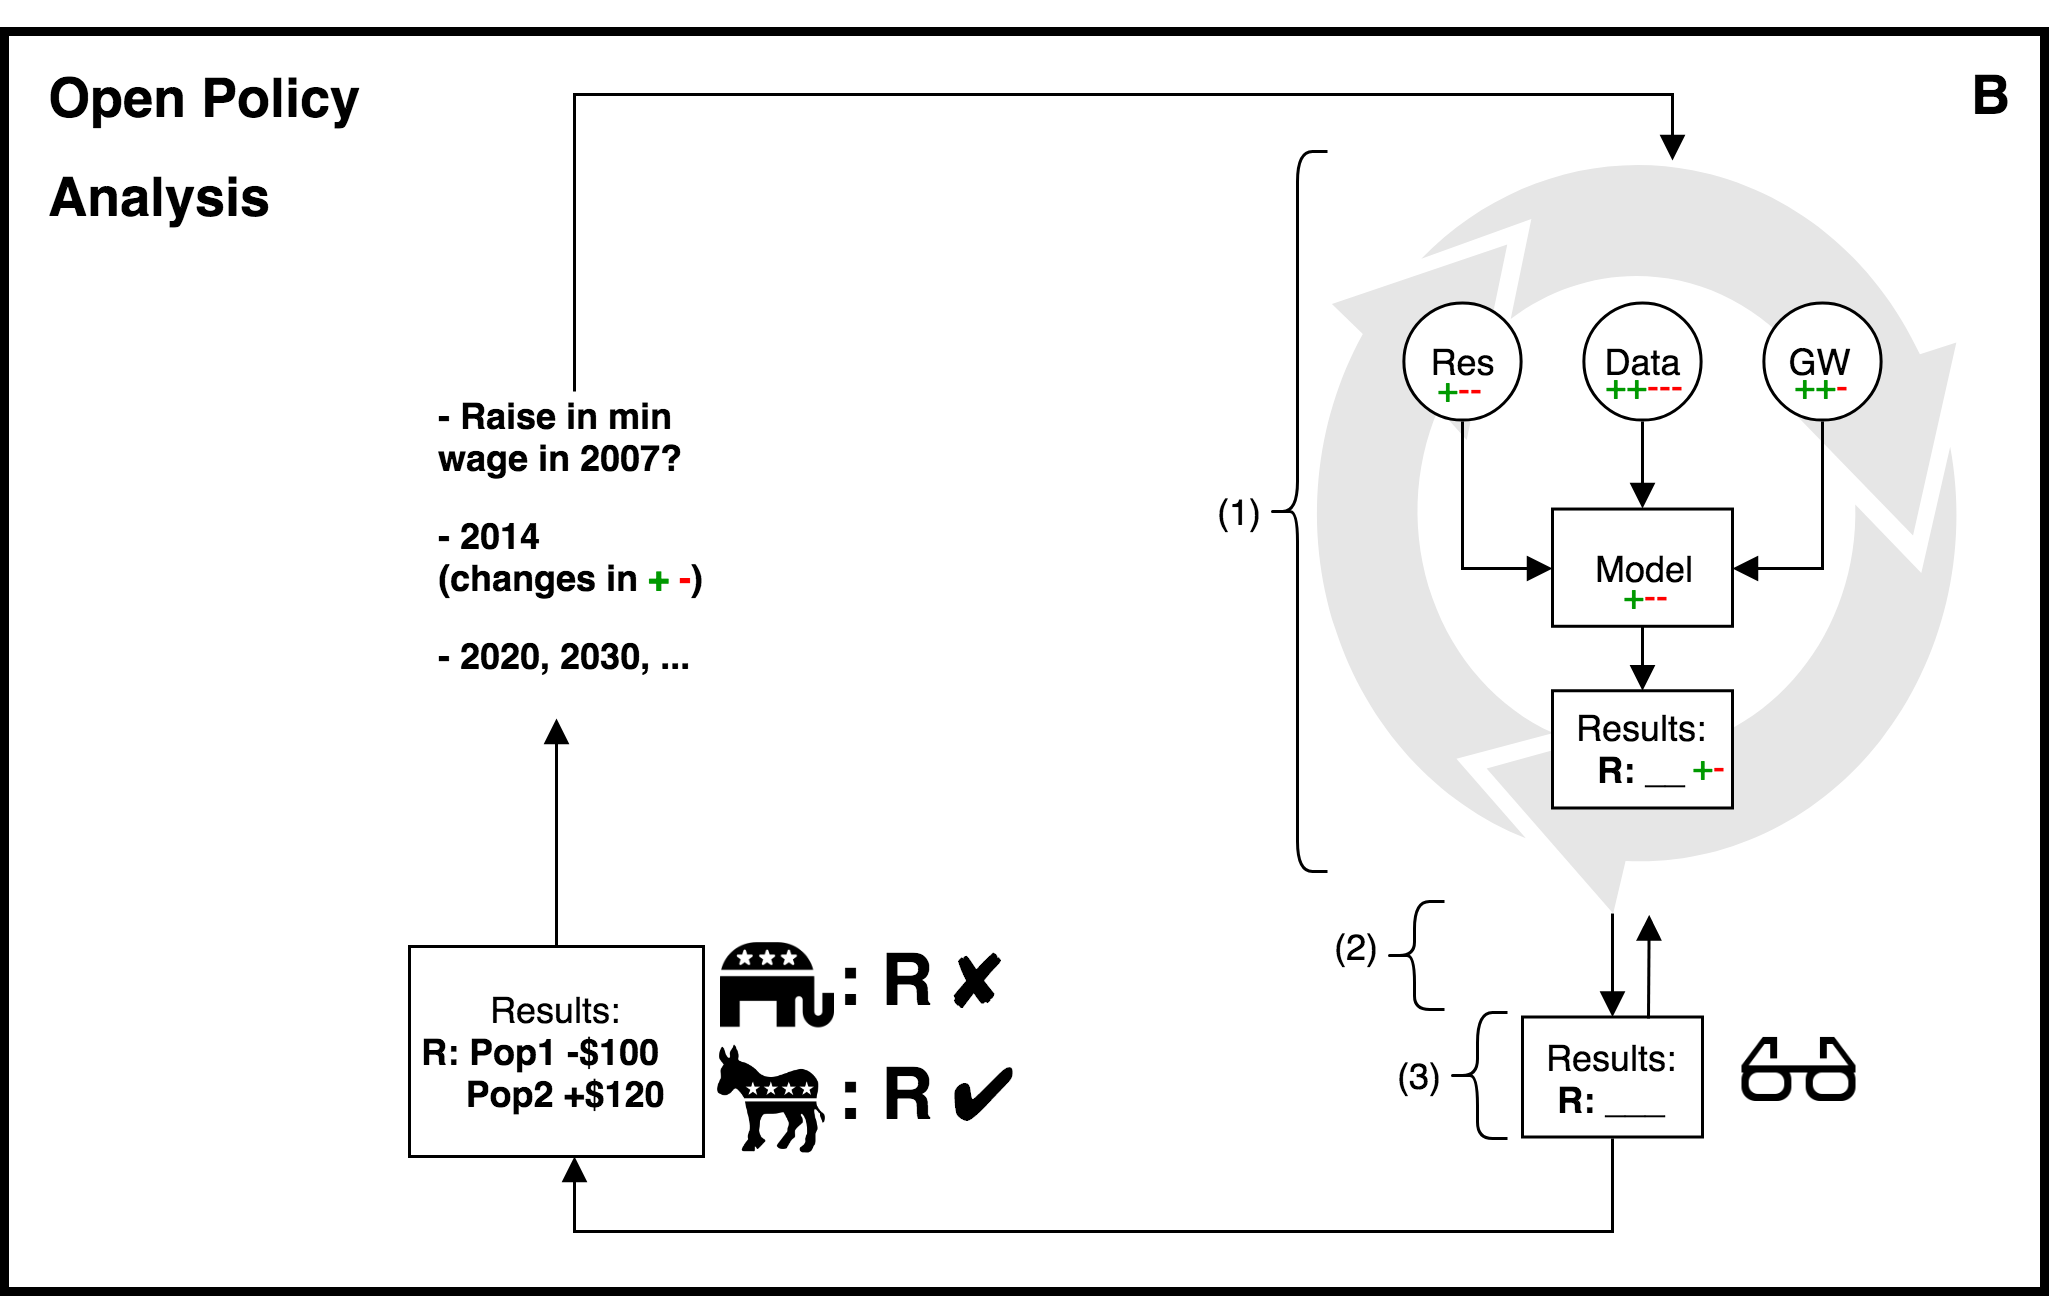 Open Policy
Analysis
B
- Raise in min
wage in 2007?
- 2014
(changes in + -)
- 2020, 2030, ...
(1)
Res
+--
Data
++---
GW
++-
Model
+--
Results:
R: __ +-
(2)
(3)
Results:
R: ___
Results:
R: Pop1 -$100
Pop2 +$120
: R ✘
: R ✔